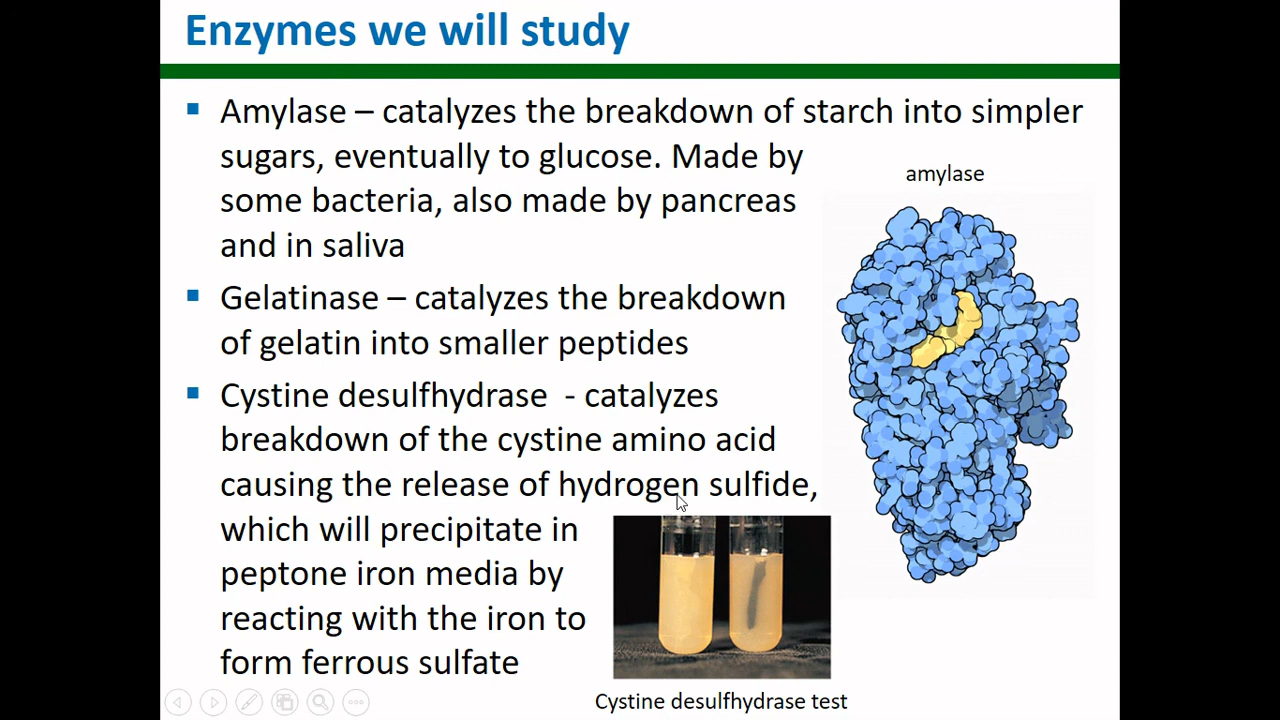 Enzymes we will study
▪ Amylase – catalyzes the breakdown of starch into simpler
sugars, eventually to glucose. Made by
some bacteria, also made by pancreas
and in saliva
▪ Gelatinase – catalyzes the breakdown
of gelatin into smaller peptides
▪ Cystine desulfhydrase  - catalyzes
breakdown of the cystine amino acid
causing the release of hydrogen sulfide,
which will precipitate in
peptone iron media by
reacting with the iron to
form ferrous sulfate
amylase
Cystine desulfhydrase test